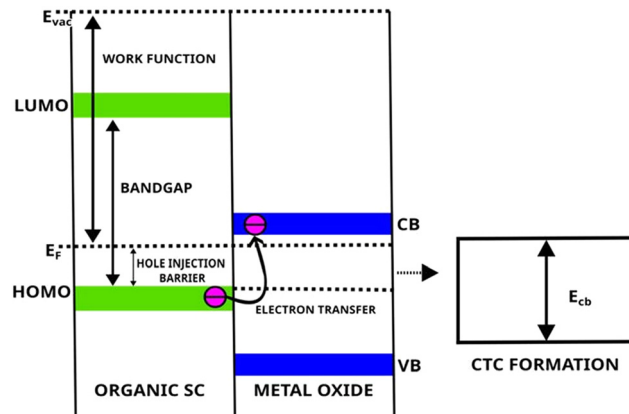 Evac
WORK FUNCTION
LUMO
BANDGAP
CB
EF
HOLE INJECTION
BARRIER
HOMO
ELECTRON TRANSFER
Ecb
VB
CTC FORMATION
ORGANIC SC
METAL OXIDE